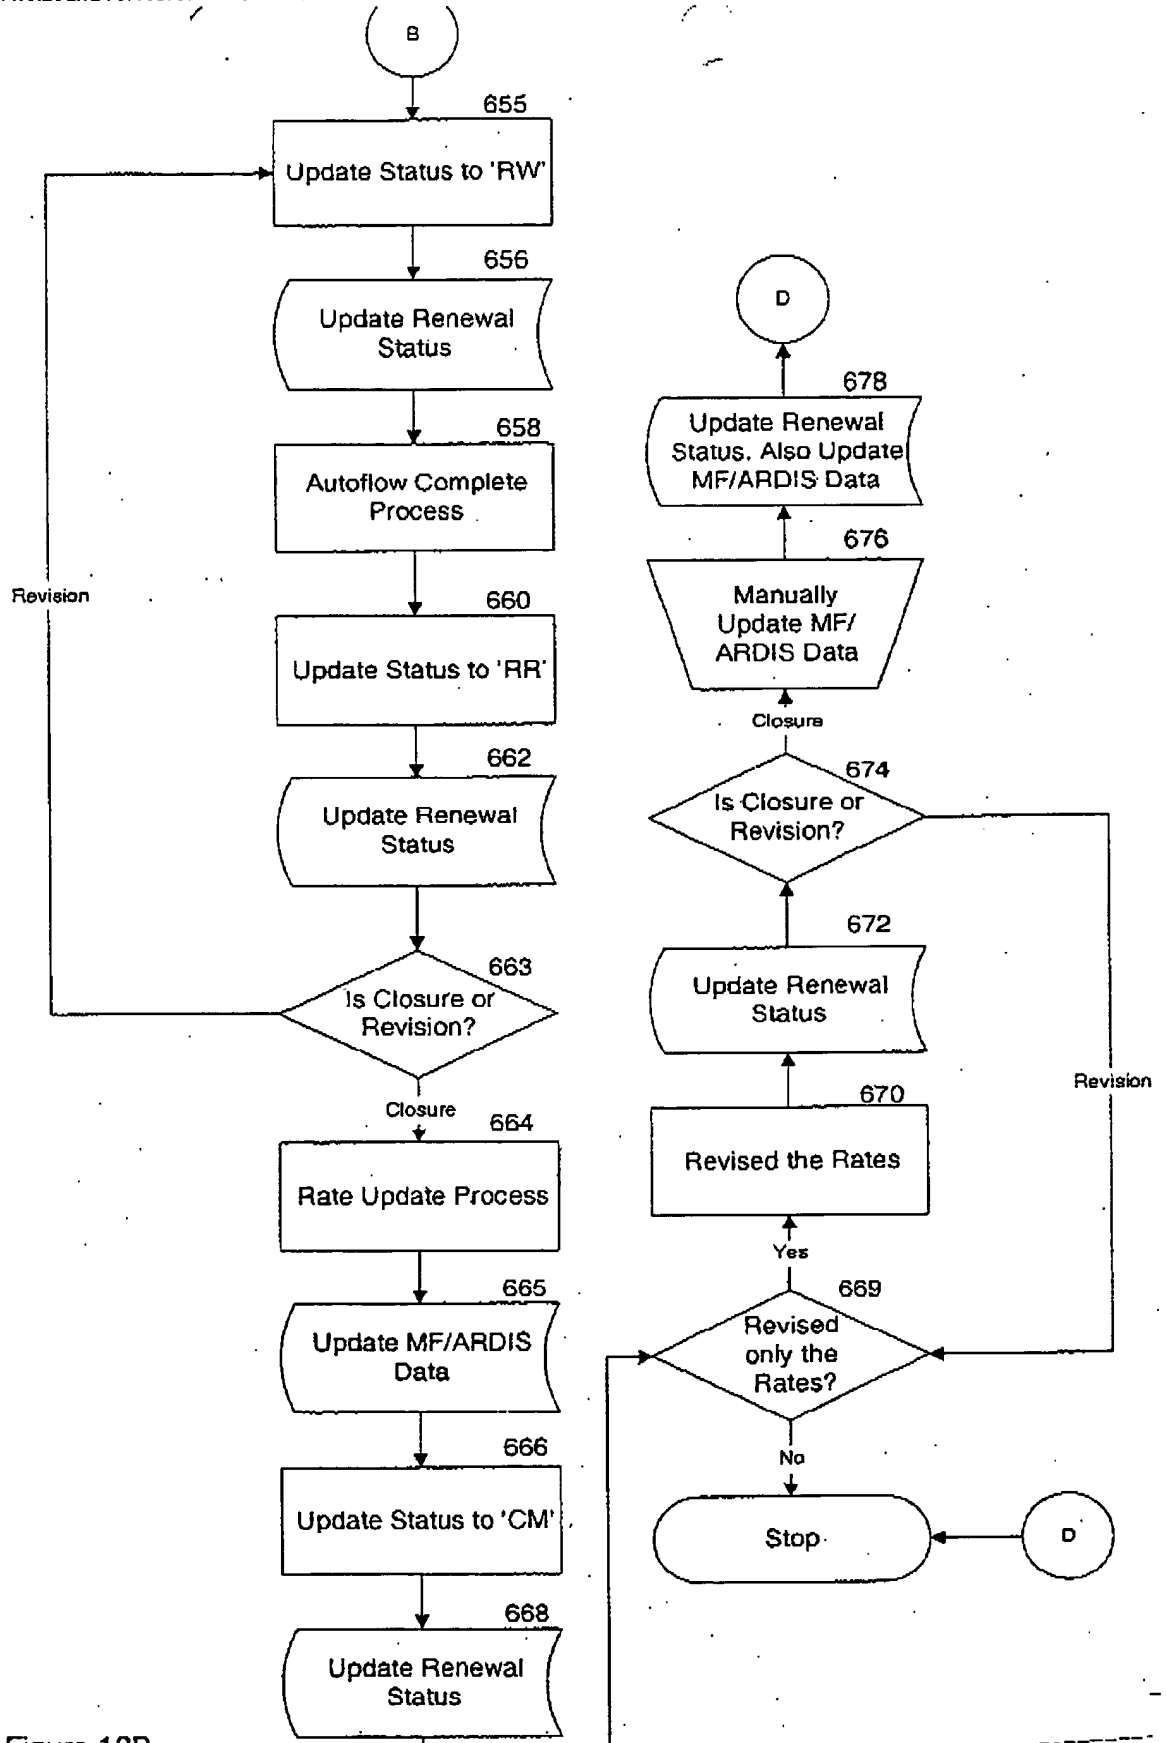 B
655
Update Status to 'RW'
656
Update Renewal
Status
658
Autoflow Complete
Process
660
Update Status to 'RR'
662
Update Renewal
Status
663
Is Closure or
Revision?
Revision
Closure
664
Rate Update Process
665
Update MF/ARDIS
Data
666
Update Status to 'CM'
668
Update Renewal
Status
D
678
Update Renewal
Status. Also Update
MF/ARDIS Data
676
Manually
Update MF/
ARDIS Data
Closure
674
Is Closure or
Revision?
672
Update Renewal
Status
Revision
670
Revised the Rates
Yes
669
Revised
only the
Rates?
No
Stop
D